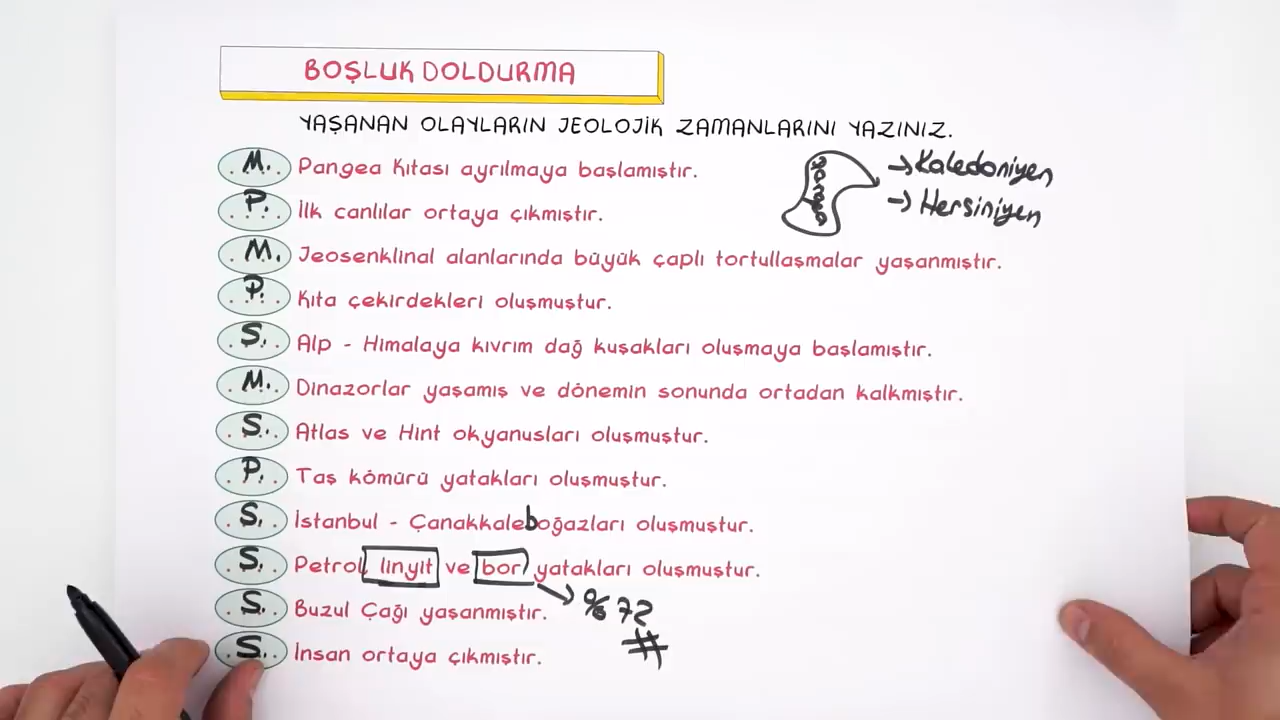 BOŞLUK DOLDURMA
YAŞANAN OLAYLARIN JEOLOJİK ZAMANLARINI YAZINIZ.
M. Pangea Kıtası ayrılmaya başlamıştır.
→ Kaledoniyen
P. İlk canlılar ortaya çıkmıştır.
→ Hersiniyen
M. Jeosenklinal alanlarında büyük çaplı tortullaşmalar yaşanmıştır.
P. Kıta çekirdekleri oluşmuştur.
S. Alp - Himalaya kıvrım dağ kuşakları oluşmaya başlamıştır.
M. Dinazorlar yaşamış ve dönemin sonunda ortadan kalkmıştır.
S. Atlas ve Hint okyanusları oluşmuştur.
P. Taş kömürü yatakları oluşmuştur.
S. İstanbul - Çanakkale boğazları oluşmuştur.
S. Petrol, linyit ve bor yatakları oluşmuştur.
S. Buzul Çağı yaşanmıştır.
→ % 72
#
S. İnsan ortaya çıkmıştır.